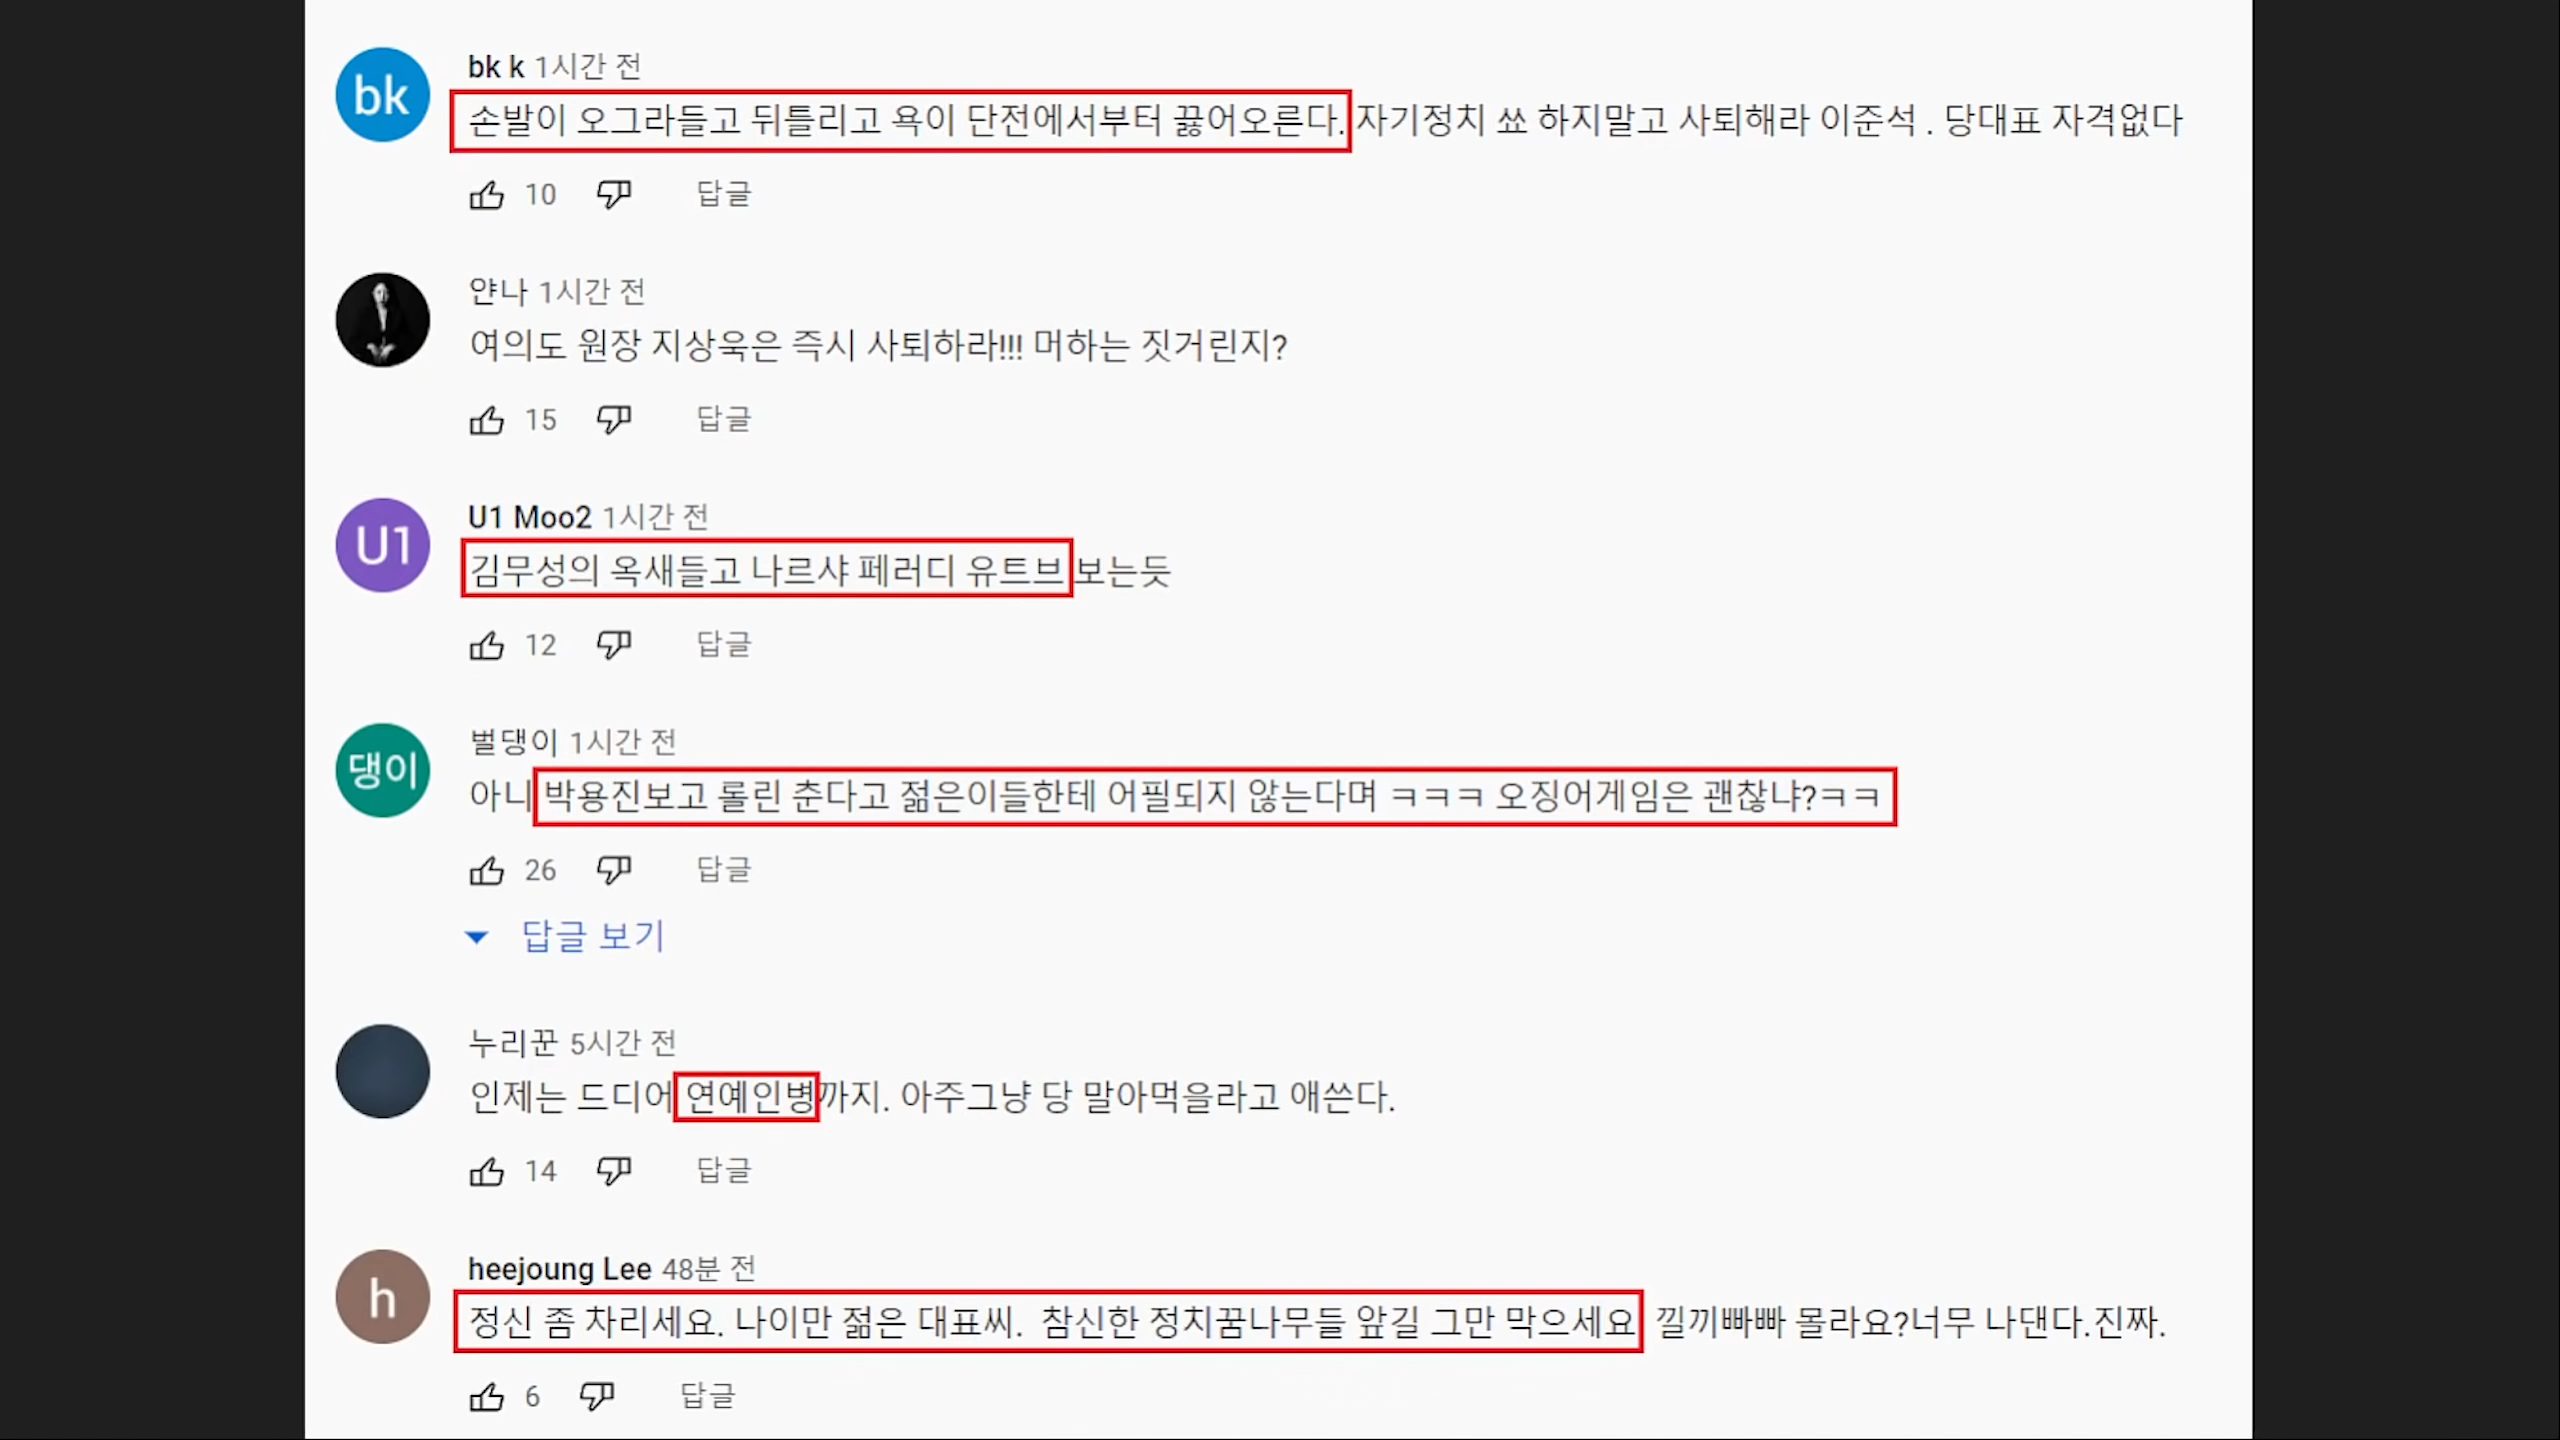 bk
bk k 1시간 전
손발이 오그라들고 뒤틀리고 욕이 단전에서부터 끓어오른다. 자기정치 쑈 하지말고 사퇴해라 이준석 . 당대표 자격없다
10 답글
얀나 1시간 전
여의도 원장 지상욱은 즉시 사퇴하라!!! 머하는 짓거린지?
15 답글
U1
U1 Moo2 1시간 전
김무성의 옥새들고 나르샤 페러디 유트브 보는듯
12 답글
댕이
벌댕이 1시간 전
아니 박용진보고 롤린 춘다고 젊은이들한테 어필되지 않는다며 ㅋㅋㅋ 오징어게임은 괜찮냐?ㅋㅋ
26 답글
답글 보기
누리꾼 5시간 전
인제는 드디어 연예인병까지. 아주그냥 당 말아먹을라고 애쓴다.
14 답글
h
heejoung Lee 48분 전
정신 좀 차리세요. 나이만 젊은 대표씨. 참신한 정치꿈나무들 앞길 그만 막으세요 낄끼빠빠 몰라요?너무 나댄다.진짜.
6 답글